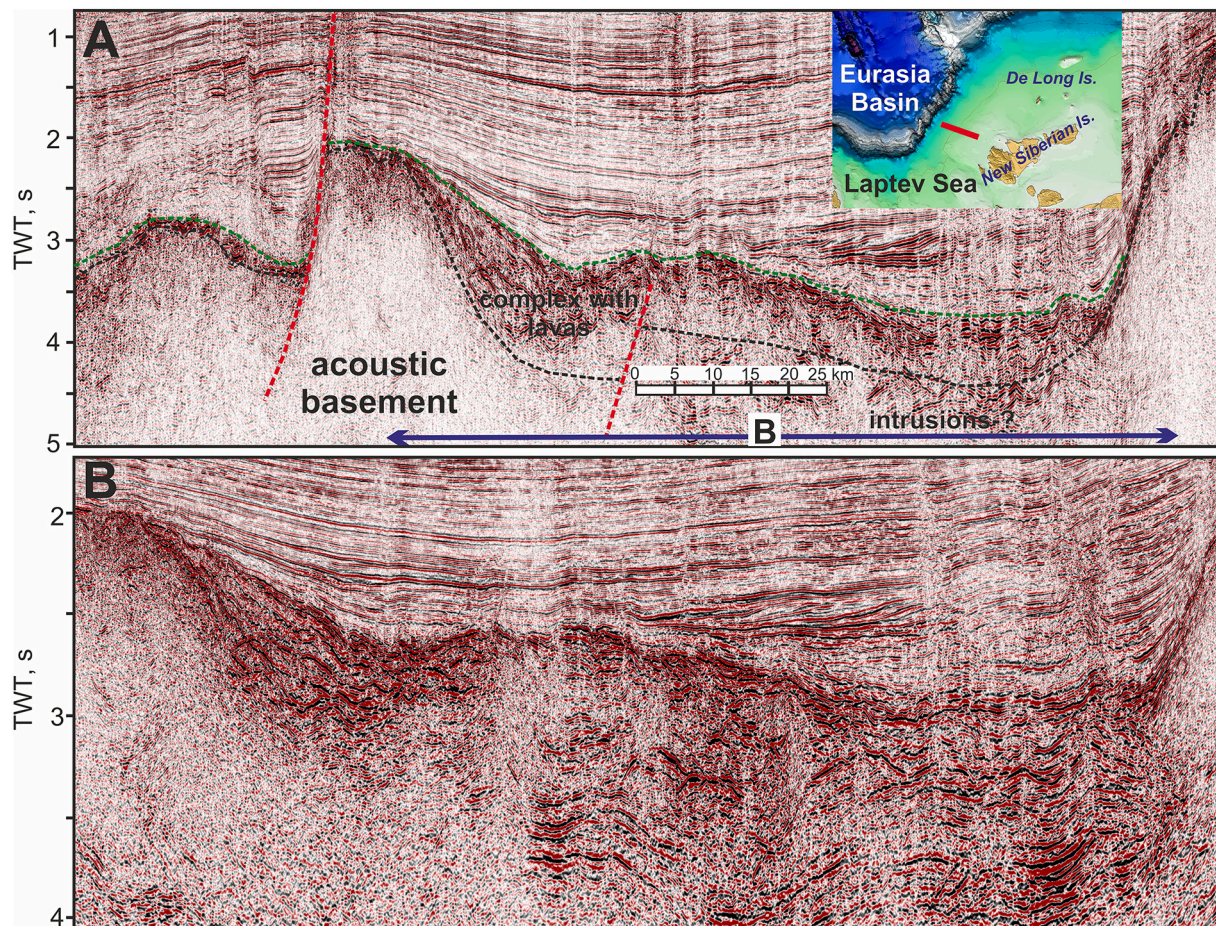 A
1
2
3
4
5
TWT, s
Eurasia
Basin
De Long Is.
New Siberian Is.
Laptev Sea
complex with
lavas
acoustic
basement
0 5 10 15 20 25 km
intrusions ?
B
B
2
3
4
TWT, s